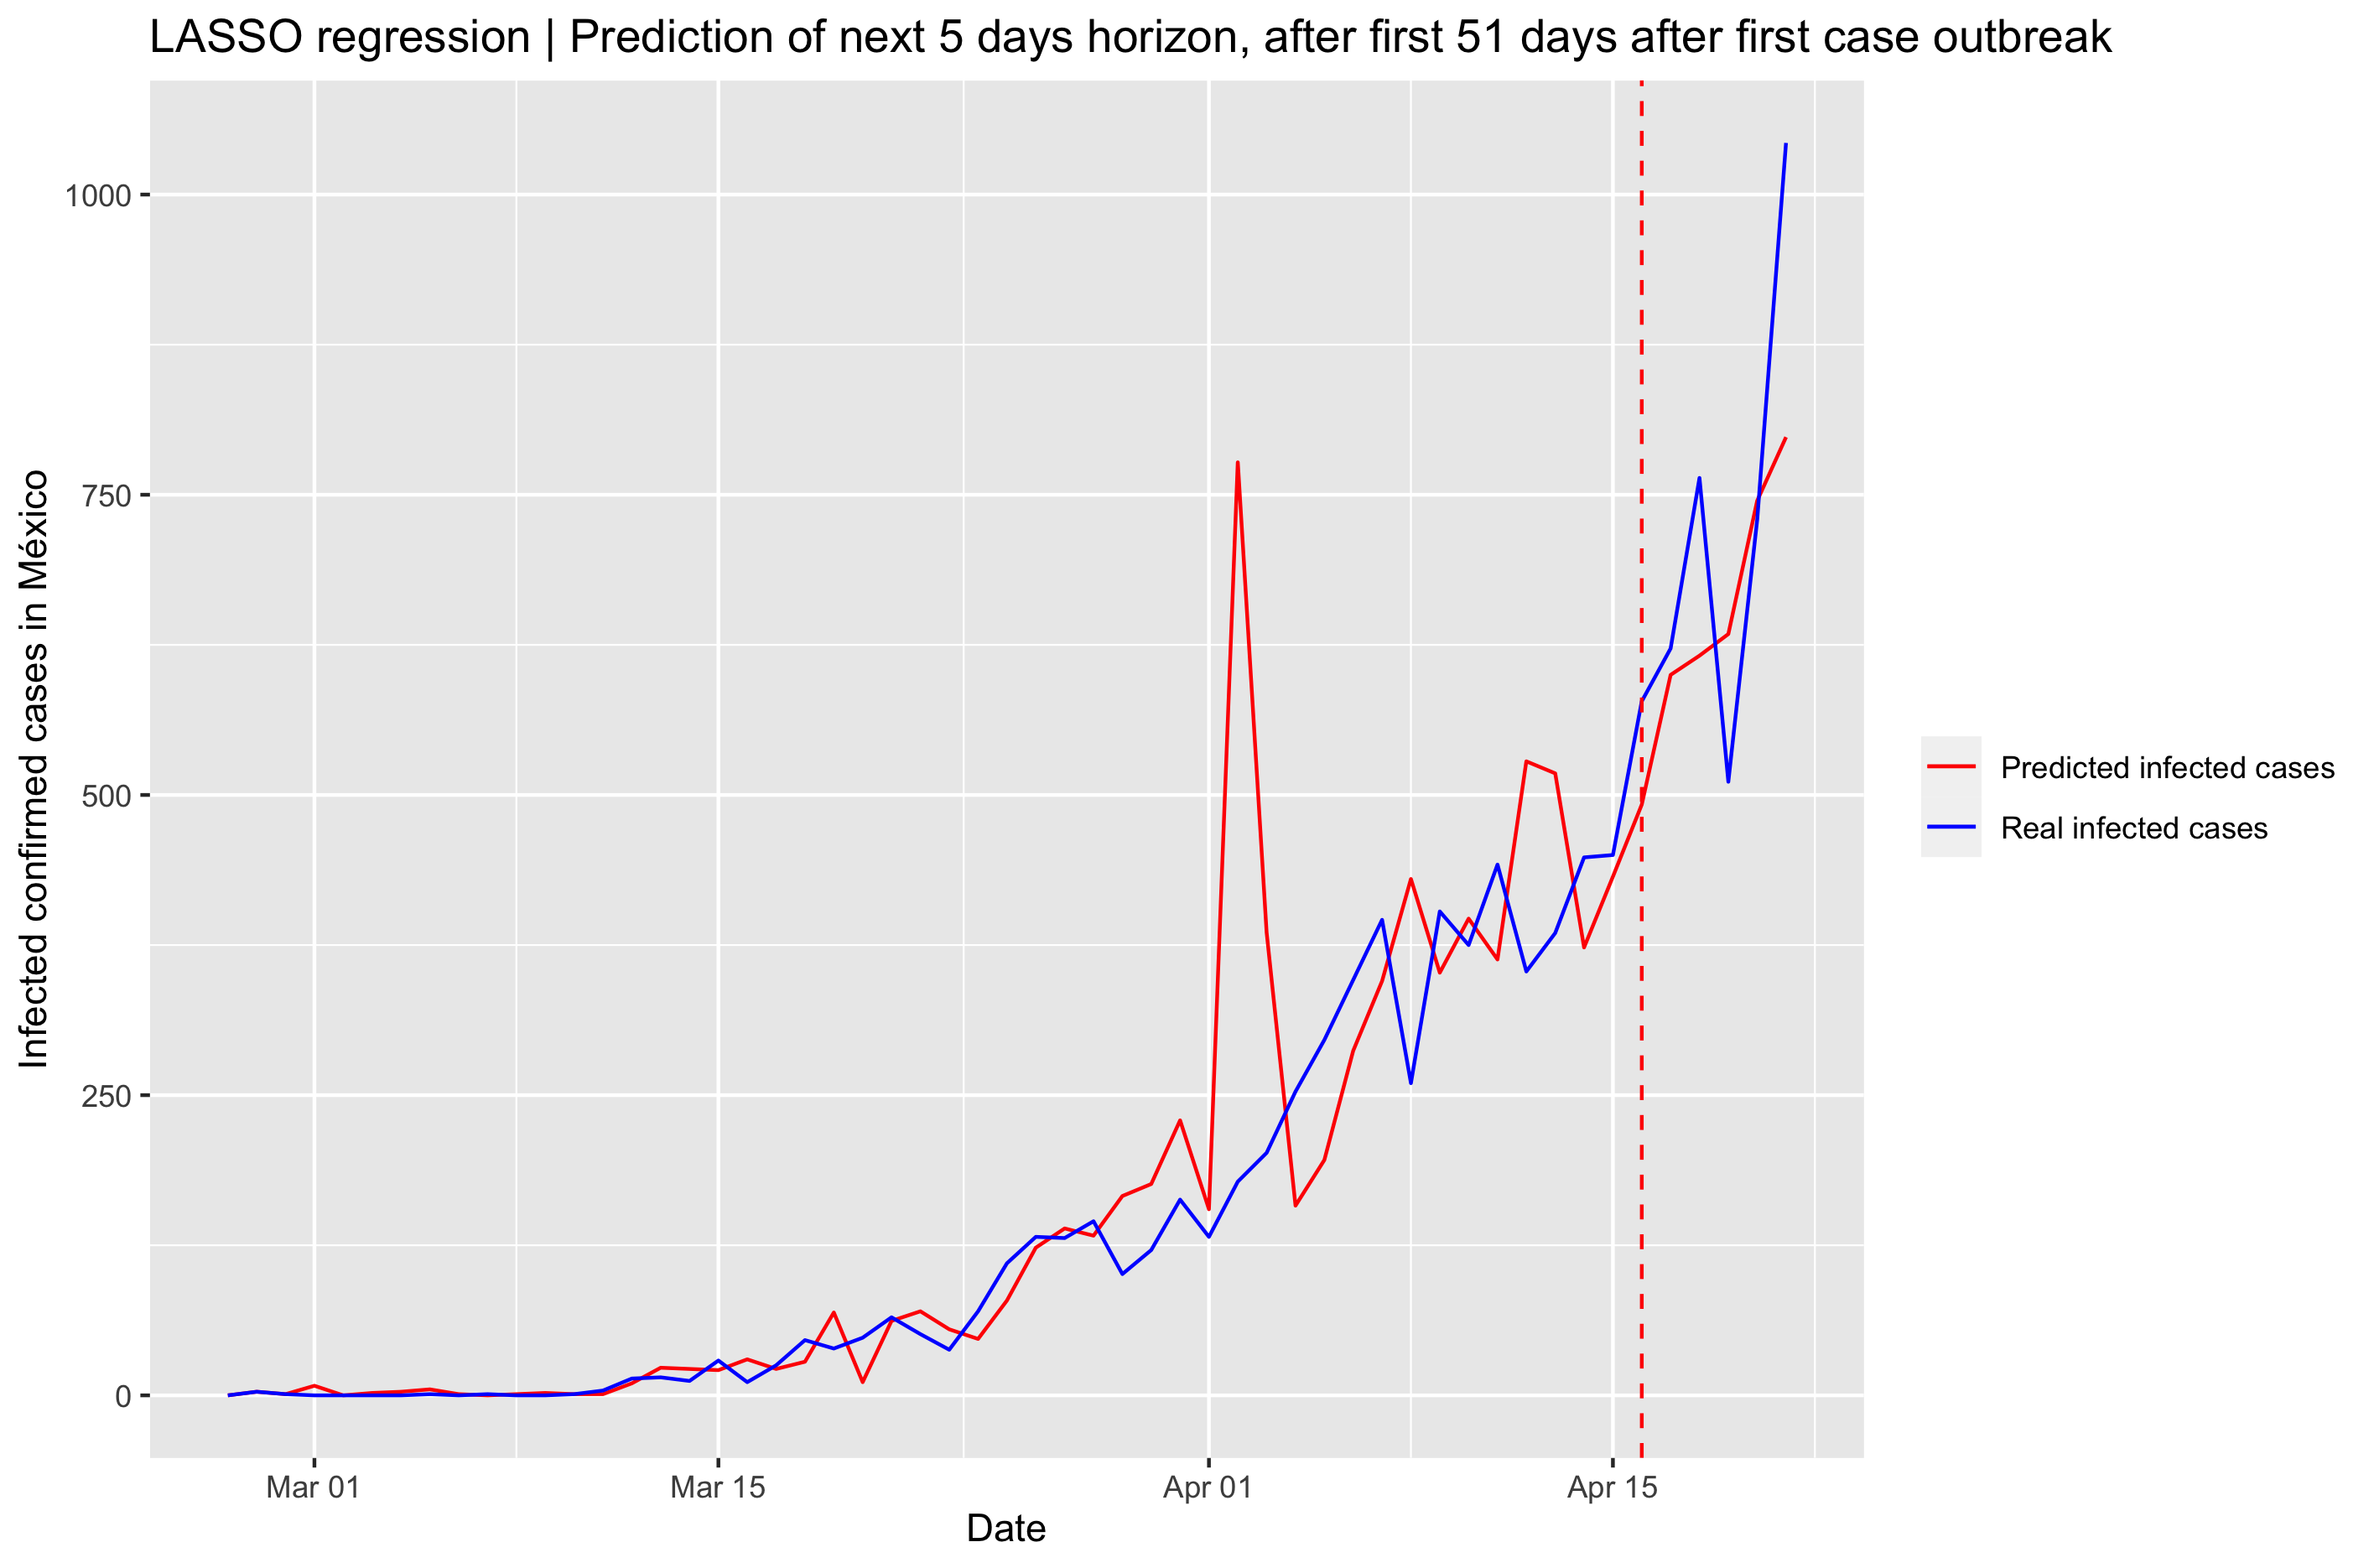 LASSO regression | Prediction of next 5 days horizon, after first 51 days after first case outbreak
Infected confirmed cases in México
1000
750
500
250
0
Mar 01
Mar 15
Apr 01
Apr 15
Date
Predicted infected cases
Real infected cases